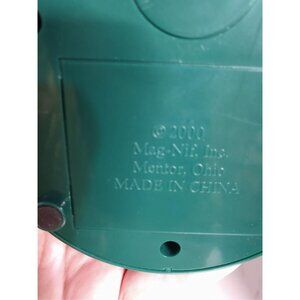 © 2000
Mag-Nif, Inc.
Mentor, Ohio
MADE IN CHINA